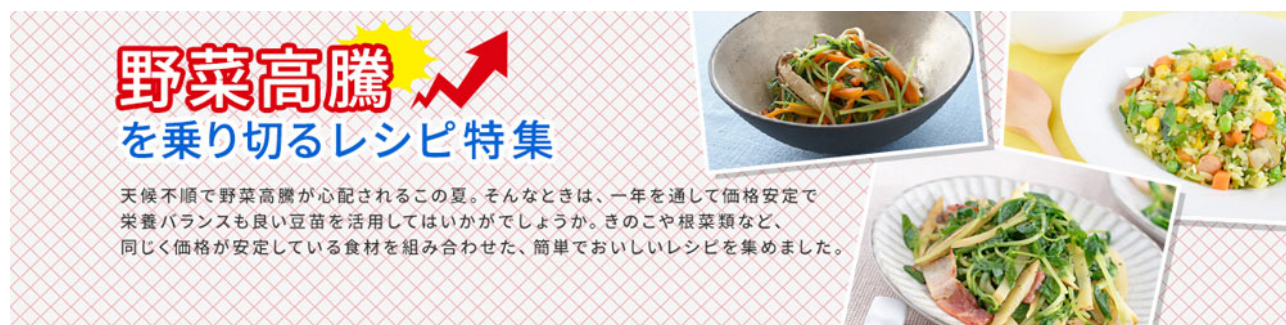 野菜高騰
を乗り切るレシピ特集
天候不順で野菜高騰が心配されるこの夏。そんなときは、一年を通して価格安定で
栄養バランスも良い豆苗を活用してはいかがでしょうか。きのこや根菜類など、
同じく価格が安定している食材を組み合わせた、簡単でおいしいレシピを集めました。